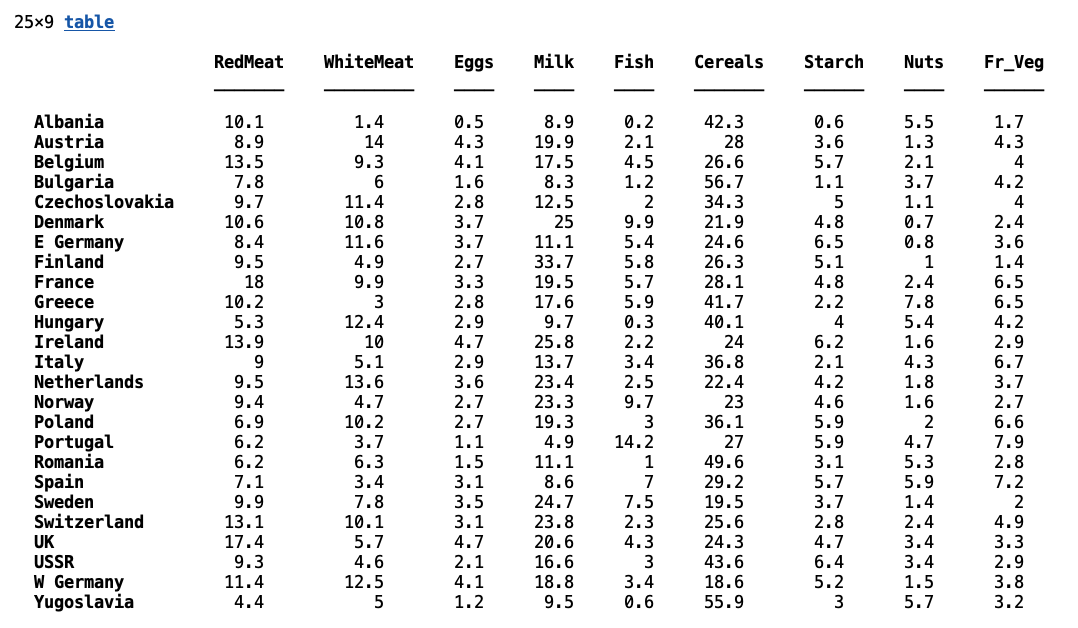 25×9 table
RedMeat WhiteMeat Eggs Milk Fish Cereals Starch Nuts Fr_Veg
Albania 10.1 1.4 0.5 8.9 0.2 42.3 0.6 5.5 1.7
Austria 8.9 14 4.3 19.9 2.1 28 3.6 1.3 4.3
Belgium 13.5 9.3 4.1 17.5 4.5 26.6 5.7 2.1 4
Bulgaria 7.8 6 1.6 8.3 1.2 56.7 1.1 3.7 4.2
Czechoslovakia 9.7 11.4 2.8 12.5 2 34.3 5 1.1 4
Denmark 10.6 10.8 3.7 25 9.9 21.9 4.8 0.7 2.4
E Germany 8.4 11.6 3.7 11.1 5.4 24.6 6.5 0.8 3.6
Finland 9.5 4.9 2.7 33.7 5.8 26.3 5.1 1 1.4
France 18 9.9 3.3 19.5 5.7 28.1 4.8 2.4 6.5
Greece 10.2 3 2.8 17.6 5.9 41.7 2.2 7.8 6.5
Hungary 5.3 12.4 2.9 9.7 0.3 40.1 4 5.4 4.2
Ireland 13.9 10 4.7 25.8 2.2 24 6.2 1.6 2.9
Italy 9 5.1 2.9 13.7 3.4 36.8 2.1 4.3 6.7
Netherlands 9.5 13.6 3.6 23.4 2.5 22.4 4.2 1.8 3.7
Norway 9.4 4.7 2.7 23.3 9.7 23 4.6 1.6 2.7
Poland 6.9 10.2 2.7 19.3 3 36.1 5.9 2 6.6
Portugal 6.2 3.7 1.1 4.9 14.2 27 5.9 4.7 7.9
Romania 6.2 6.3 1.5 11.1 1 49.6 3.1 5.3 2.8
Spain 7.1 3.4 3.1 8.6 7 29.2 5.7 5.9 7.2
Sweden 9.9 7.8 3.5 24.7 7.5 19.5 3.7 1.4 2
Switzerland 13.1 10.1 3.1 23.8 2.3 25.6 2.8 2.4 4.9
UK 17.4 5.7 4.7 20.6 4.3 24.3 4.7 3.4 3.3
USSR 9.3 4.6 2.1 16.6 3 43.6 6.4 3.4 2.9
W Germany 11.4 12.5 4.1 18.8 3.4 18.6 5.2 1.5 3.8
Yugoslavia 4.4 5 1.2 9.5 0.6 55.9 3 5.7 3.2